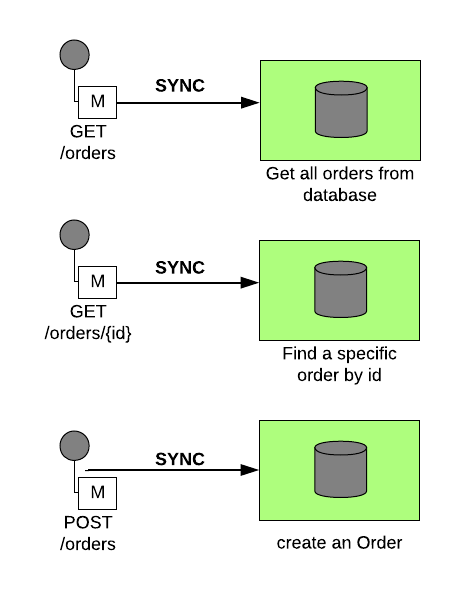 SYNC
M
GET
/orders
Get all orders from
database
SYNC
M
GET
/orders/{id}
Find a specific
order by id
SYNC
M
POST
/orders
create an Order